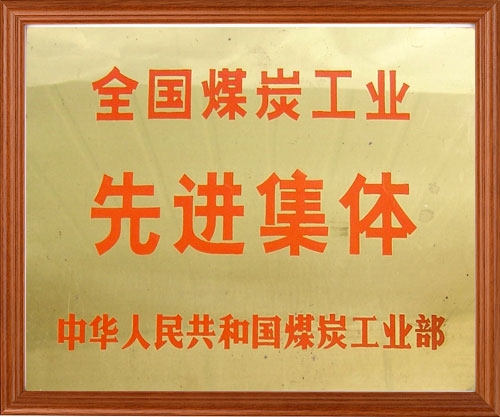 全国煤炭工业
先进集体
中华人民共和国煤炭工业部